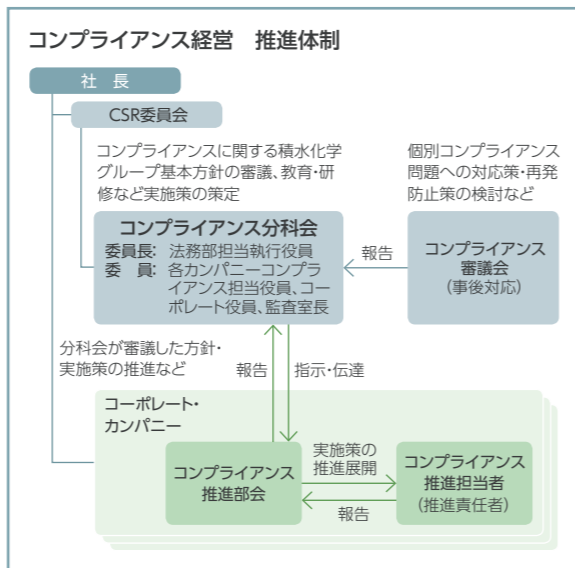 コンプライアンス経営　推進体制
社　長
CSR委員会
コンプライアンスに関する積水化学
グループ基本方針の審議、教育・研
修など実施策の策定
個別コンプライアンス
問題への対応策・再発
防止策の検討など
コンプライアンス分科会
委員長：法務部担当執行役員
委　員：各カンパニーコンプラ
イアンス担当役員、コー
ポレート役員、監査室長
報告
コンプライアンス
審議会
（事後対応）
分科会が審議した方針・
実施策の推進など
報告
指示・伝達
コーポレート・
カンパニー
コンプライアンス
推進部会
実施策の
推進展開
報告
コンプライアンス
推進担当者
（推進責任者）